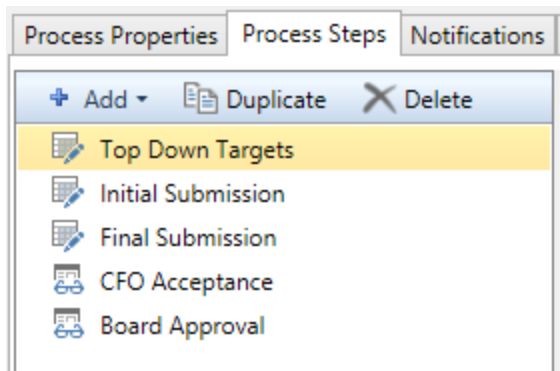 Process Properties Process Steps Notifications
Add Duplicate Delete
Top Down Targets
Initial Submission
Final Submission
CFO Acceptance
Board Approval